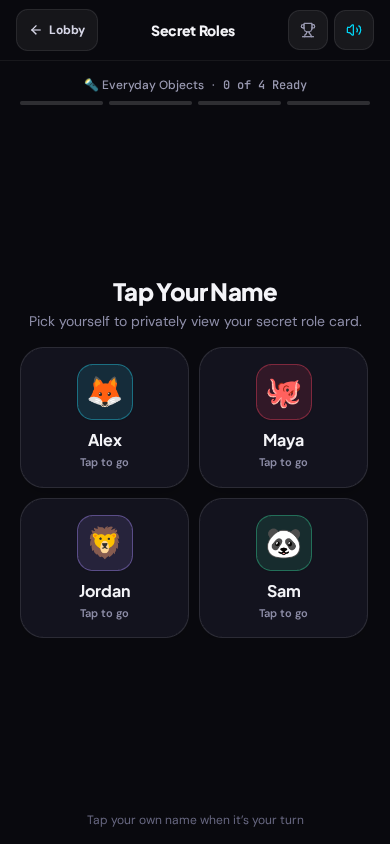 Lobby
Secret Roles
Everyday Objects · 0 of 4 Ready
Tap Your Name
Pick yourself to privately view your secret role card.
Alex
Tap to go
Maya
Tap to go
Jordan
Tap to go
Sam
Tap to go
Tap your own name when it’s your turn